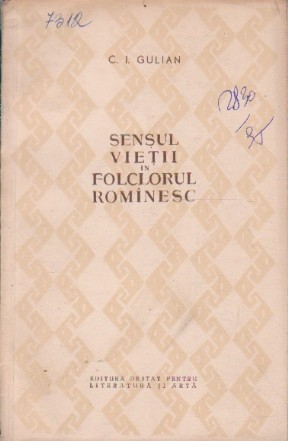 7312
C. I. GULIAN
SENSUL
VIEȚII
ÎN
FOLCLORUL
ROMÎNESC
EDITURA DE STAT PENTRU
LITERATURĂ ȘI ARTĂ